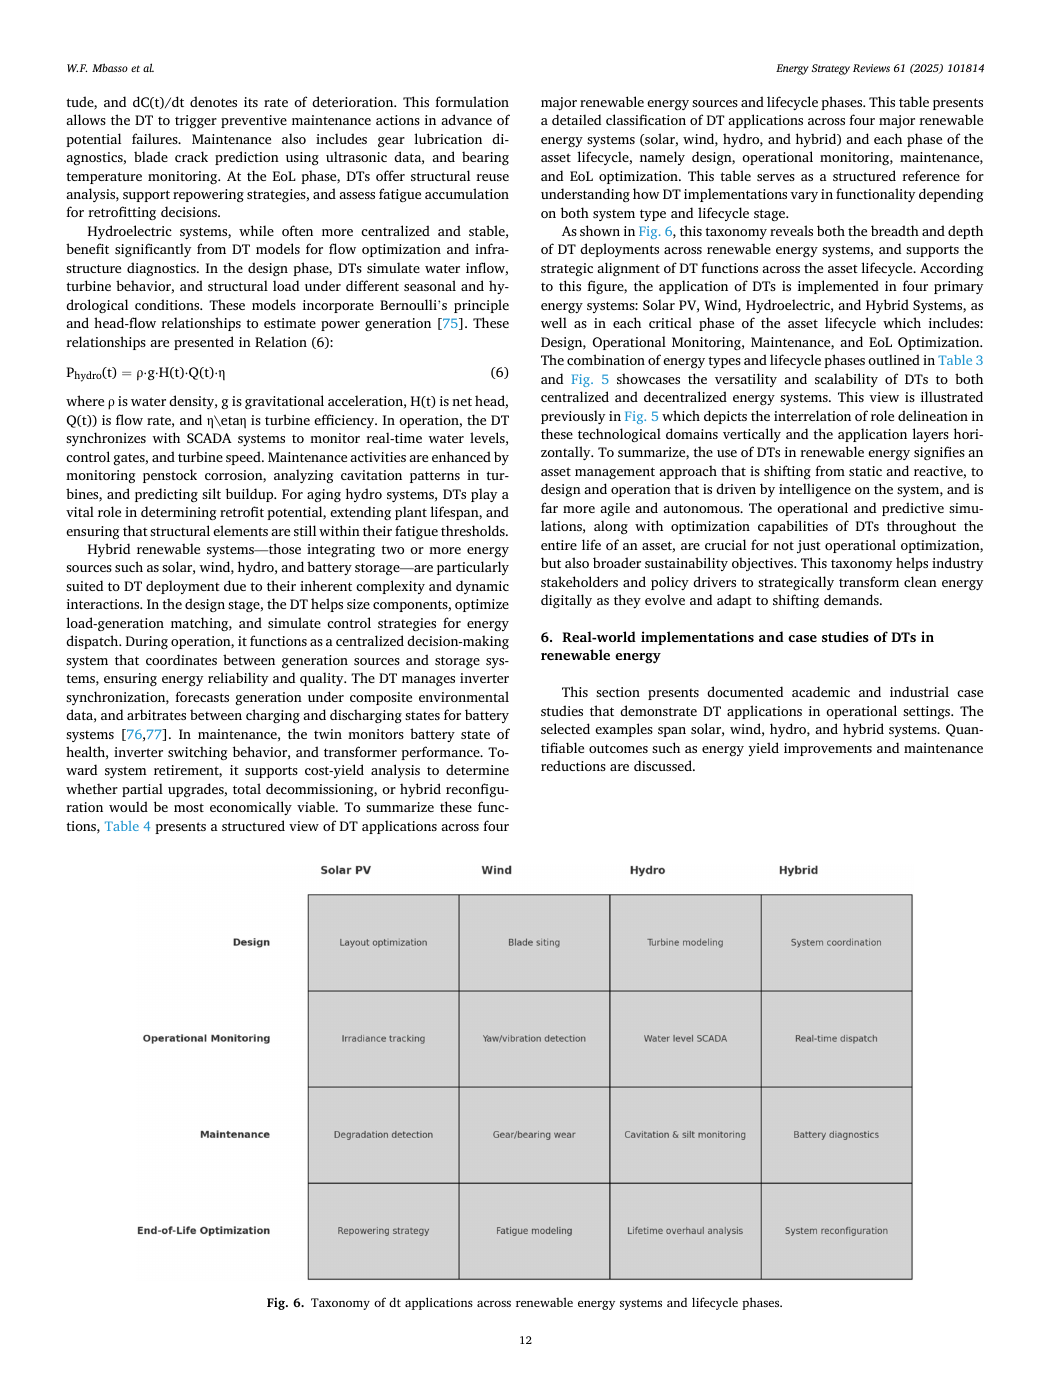 W.F. Mbasso et al.
Energy Strategy Reviews 61 (2025) 101814
tude, and dC(t)/dt denotes its rate of deterioration. This formulation
allows the DT to trigger preventive maintenance actions in advance of
potential failures. Maintenance also includes gear lubrication di-
agnostics, blade crack prediction using ultrasonic data, and bearing
temperature monitoring. At the EoL phase, DTs offer structural reuse
analysis, support repowering strategies, and assess fatigue accumulation
for retrofitting decisions.
Hydroelectric systems, while often more centralized and stable,
benefit significantly from DT models for flow optimization and infra-
structure diagnostics. In the design phase, DTs simulate water inflow,
turbine behavior, and structural load under different seasonal and hy-
drological conditions. These models incorporate Bernoulli's principle
and head-flow relationships to estimate power generation [75]. These
relationships are presented in Relation (6):
Phydro(t) = ρ·g·H(t)·Q(t)·η (6)
where ρ is water density, g is gravitational acceleration, H(t) is net head,
Q(t)) is flow rate, and η\etaη is turbine efficiency. In operation, the DT
synchronizes with SCADA systems to monitor real-time water levels,
control gates, and turbine speed. Maintenance activities are enhanced by
monitoring penstock corrosion, analyzing cavitation patterns in tur-
bines, and predicting silt buildup. For aging hydro systems, DTs play a
vital role in determining retrofit potential, extending plant lifespan, and
ensuring that structural elements are still within their fatigue thresholds.
Hybrid renewable systems—those integrating two or more energy
sources such as solar, wind, hydro, and battery storage—are particularly
suited to DT deployment due to their inherent complexity and dynamic
interactions. In the design stage, the DT helps size components, optimize
load-generation matching, and simulate control strategies for energy
dispatch. During operation, it functions as a centralized decision-making
system that coordinates between generation sources and storage sys-
tems, ensuring energy reliability and quality. The DT manages inverter
synchronization, forecasts generation under composite environmental
data, and arbitrates between charging and discharging states for battery
systems [76,77]. In maintenance, the twin monitors battery state of
health, inverter switching behavior, and transformer performance. To-
ward system retirement, it supports cost-yield analysis to determine
whether partial upgrades, total decommissioning, or hybrid reconfigu-
ration would be most economically viable. To summarize these func-
tions, Table 4 presents a structured view of DT applications across four
major renewable energy sources and lifecycle phases. This table presents
a detailed classification of DT applications across four major renewable
energy systems (solar, wind, hydro, and hybrid) and each phase of the
asset lifecycle, namely design, operational monitoring, maintenance,
and EoL optimization. This table serves as a structured reference for
understanding how DT implementations vary in functionality depending
on both system type and lifecycle stage.
As shown in Fig. 6, this taxonomy reveals both the breadth and depth
of DT deployments across renewable energy systems, and supports the
strategic alignment of DT functions across the asset lifecycle. According
to this figure, the application of DTs is implemented in four primary
energy systems: Solar PV, Wind, Hydroelectric, and Hybrid Systems, as
well as in each critical phase of the asset lifecycle which includes:
Design, Operational Monitoring, Maintenance, and EoL Optimization.
The combination of energy types and lifecycle phases outlined in Table 3
and Fig. 5 showcases the versatility and scalability of DTs to both
centralized and decentralized energy systems. This view is illustrated
previously in Fig. 5 which depicts the interrelation of role delineation in
these technological domains vertically and the application layers hori-
zontally. To summarize, the use of DTs in renewable energy signifies an
asset management approach that is shifting from static and reactive, to
design and operation that is driven by intelligence on the system, and is
far more agile and autonomous. The operational and predictive simu-
lations, along with optimization capabilities of DTs throughout the
entire life of an asset, are crucial for not just operational optimization,
but also broader sustainability objectives. This taxonomy helps industry
stakeholders and policy drivers to strategically transform clean energy
digitally as they evolve and adapt to shifting demands.
6. Real-world implementations and case studies of DTs in
renewable energy
This section presents documented academic and industrial case
studies that demonstrate DT applications in operational settings. The
selected examples span solar, wind, hydro, and hybrid systems. Quan-
tifiable outcomes such as energy yield improvements and maintenance
reductions are discussed.
Solar PV Wind Hydro Hybrid
Design Layout optimization Blade siting Turbine modeling System coordination
Operational Monitoring Irradiance tracking Yaw/vibration detection Water level SCADA Real-time dispatch
Maintenance Degradation detection Gear/bearing wear Cavitation & silt monitoring Battery diagnostics
End-of-Life Optimization Repowering strategy Fatigue modeling Lifetime overhaul analysis System reconfiguration
Fig. 6. Taxonomy of dt applications across renewable energy systems and lifecycle phases.
12